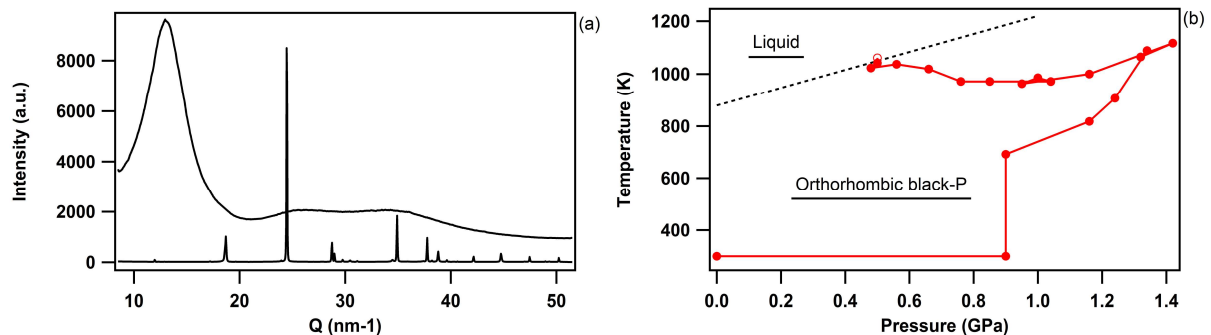 (a)
Intensity (a.u.)
8000
6000
4000
2000
0
10 20 30 40 50
Q (nm-1)
(b)
Temperature (K)
1200
1000
800
600
400
Liquid
Orthorhombic black-P
0.0 0.2 0.4 0.6 0.8 1.0 1.2 1.4
Pressure (GPa)